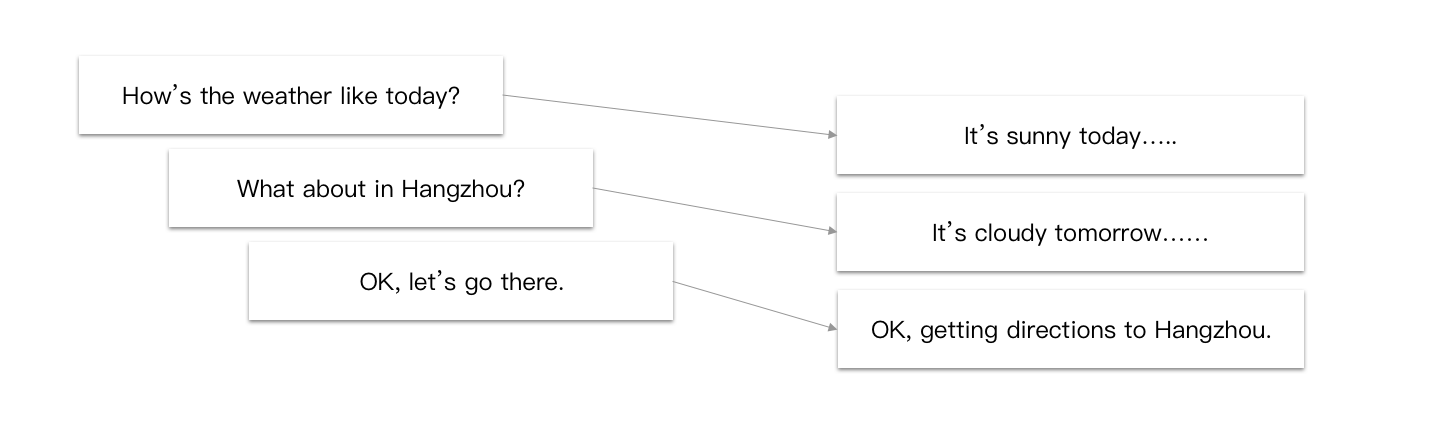 How’s the weather like today?
It’s sunny today…..
What about in Hangzhou?
It’s cloudy tomorrow……
OK, let’s go there.
OK, getting directions to Hangzhou.